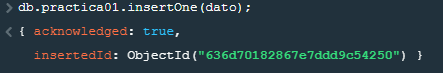 > db.practica01.insertOne(dato);
< { acknowledged: true,
insertedId: ObjectId("636d70182867e7ddd9c54250") }